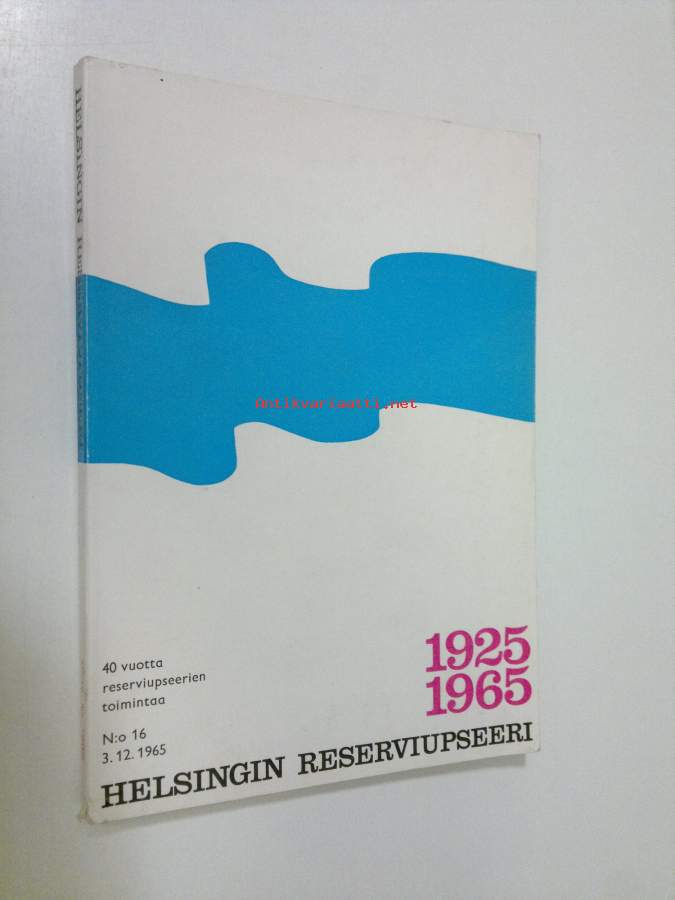 HELSINGIN
Antikvariaatti.net
1925
1965
40 vuotta
reserviupseerien
toimintaa
N:o 16
3.12.1965
HELSINGIN RESERVIUPSEERI